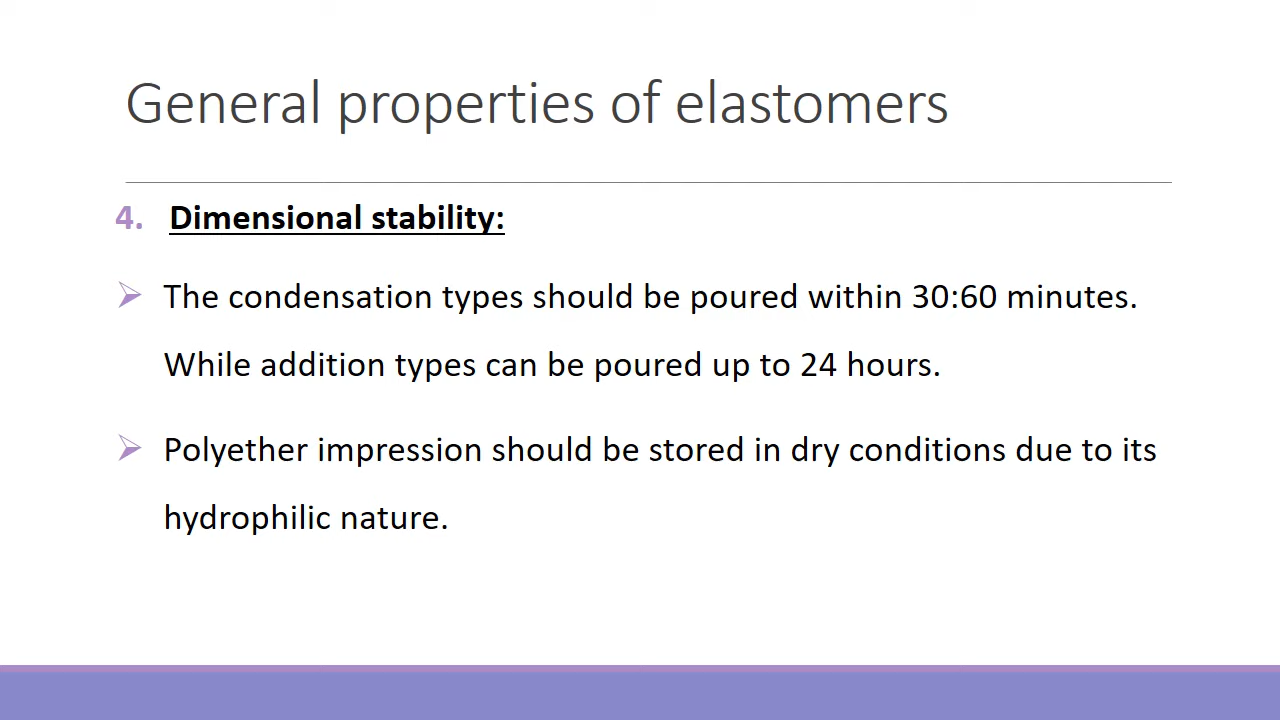 General properties of elastomers
4. Dimensional stability:
➢ The condensation types should be poured within 30:60 minutes.
While addition types can be poured up to 24 hours.
➢ Polyether impression should be stored in dry conditions due to its
hydrophilic nature.